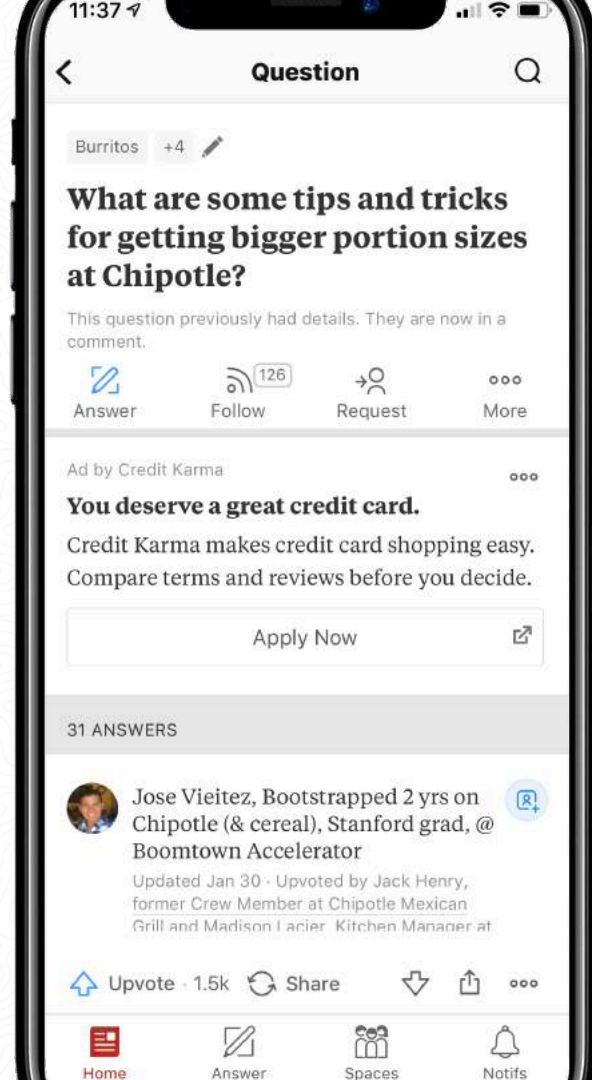 11:37
Question
Burritos +4
What are some tips and tricks
for getting bigger portion sizes
at Chipotle?
This question previously had details. They are now in a
comment.
126
Answer Follow Request More
Ad by Credit Karma
You deserve a great credit card.
Credit Karma makes credit card shopping easy.
Compare terms and reviews before you decide.
Apply Now
31 ANSWERS
Jose Vieitez, Bootstrapped 2 yrs on
Chipotle (& cereal), Stanford grad, @
Boomtown Accelerator
Updated Jan 30 · Upvoted by Jack Henry,
former Crew Member at Chipotle Mexican
Grill and Madison Lacier, Kitchen Manager at
Upvote · 1.5k Share
Home Answer Spaces Notifs